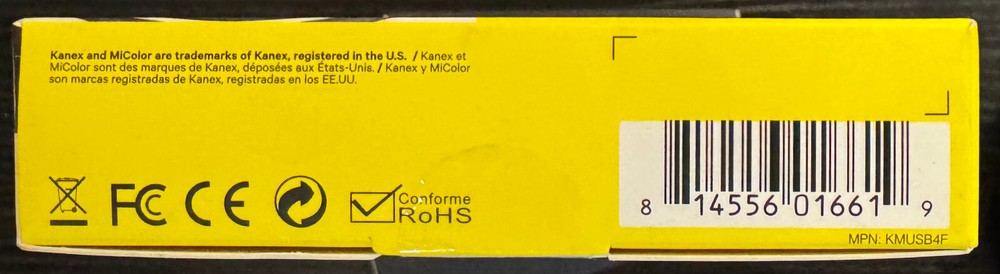 Kanex and MiColor are trademarks of Kanex, registered in the U.S. / Kanex et
MiColor sont des marques de Kanex, déposées aux États-Unis. / Kanex y MiColor
son marcas registradas de Kanex, registradas en los EE.UU.
FC CE Conforme
RoHS
8 14556 01661 9
MPN: KMUSB4F